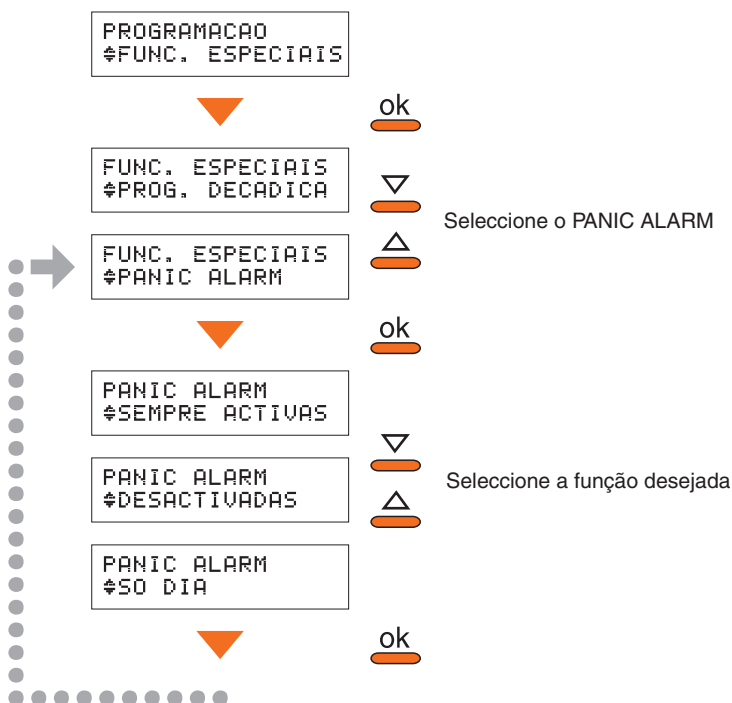 PROGRAMACAO
FUNC. ESPECIAIS
ok
FUNC. ESPECIAIS
PROG. DECADICA
Seleccione o PANIC ALARM
FUNC. ESPECIAIS
PANIC ALARM
ok
PANIC ALARM
SEMPRE ACTIVAS
PANIC ALARM
DESACTIVADAS
Seleccione a função desejada
PANIC ALARM
SO DIA
ok